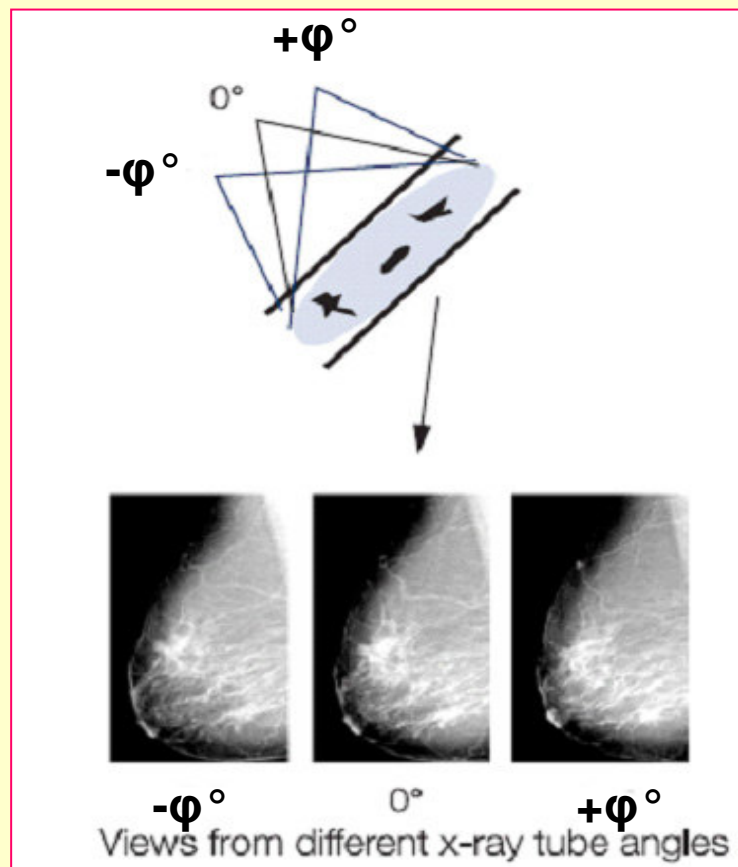 +φ°
0°
-φ°
-φ° 0° +φ°
Views from different x-ray tube angles